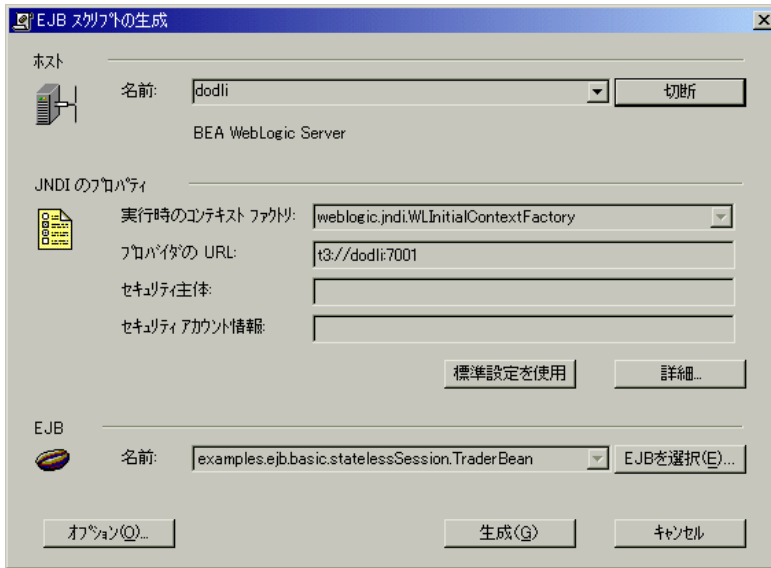 EJB スクリプトの生成
ホスト
名前: dodli 切断
BEA WebLogic Server
JNDI のプロパティ
実行時のコンテキスト ファクトリ: weblogic.jndi.WLInitialContextFactory
プロバイダの URL: t3://dodli:7001
セキュリティ主体:
セキュリティ アカウント情報:
標準設定を使用 詳細...
EJB
名前: examples.ejb.basic.statelessSession.TraderBean EJBを選択(E)...
オプション(O)... 生成(G) キャンセル